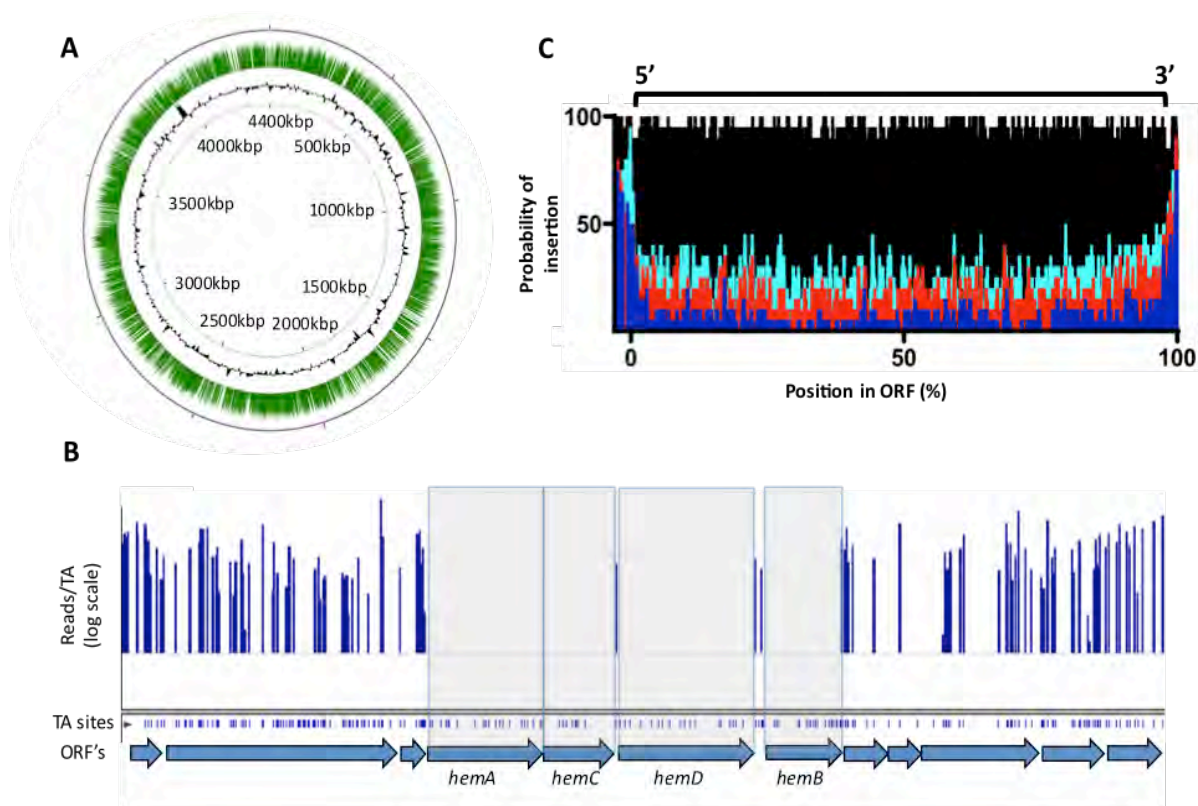 A
4400kbp
4000kbp
500kbp
3500kbp
1000kbp
3000kbp
1500kbp
2500kbp
2000kbp
C
5’
3’
100
50
Probability of
insertion
0
50
100
Position in ORF (%)
B
Reads/TA
(log scale)
TA sites
ORF's
hemA
hemC
hemD
hemB